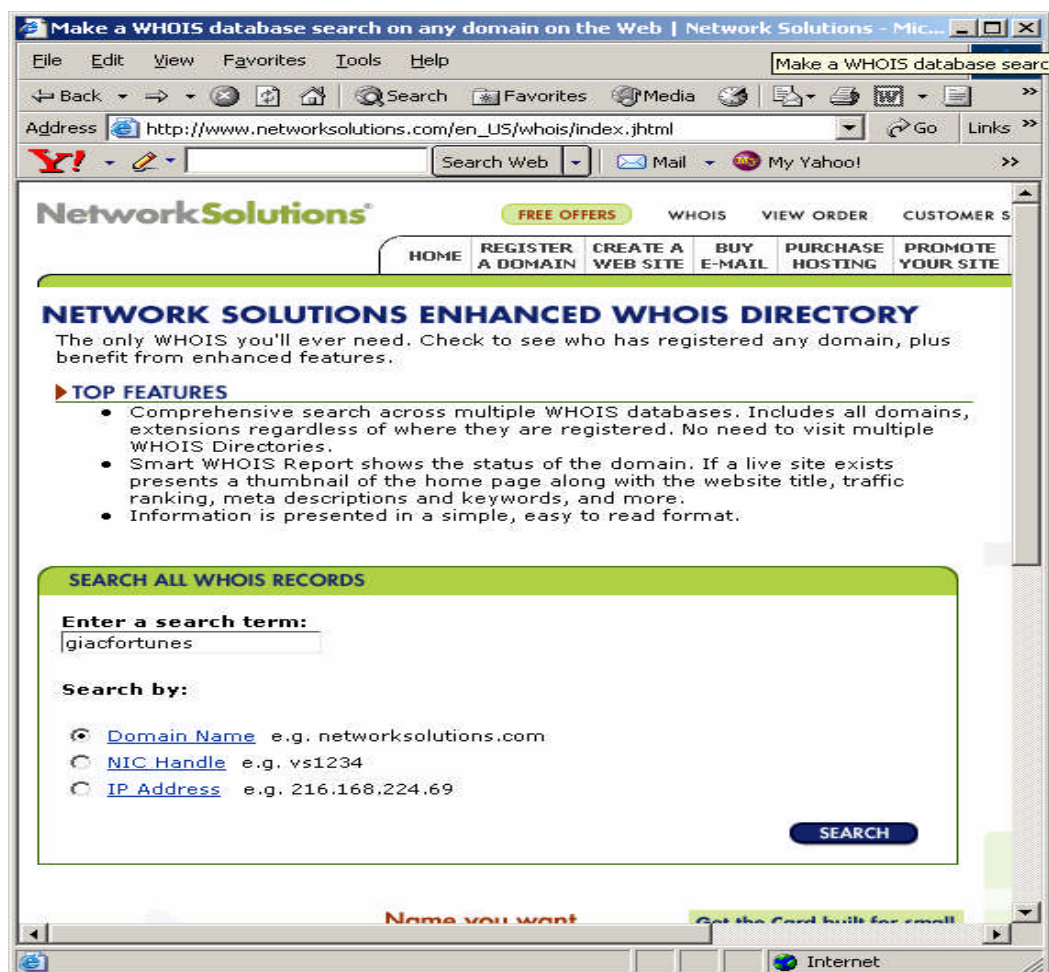 Make a WHOIS database search on any domain on the Web | Network Solutions - Mic...
File Edit View Favorites Tools Help
Make a WHOIS database searc
Back Search Favorites Media »
Address http://www.networksolutions.com/en_US/whois/index.jhtml Go Links »
Y! Search Web Mail My Yahoo! »
NetworkSolutions
FREE OFFERS WHOIS VIEW ORDER CUSTOMER S
HOME REGISTER A DOMAIN CREATE A WEB SITE BUY E-MAIL PURCHASE HOSTING PROMOTE YOUR SITE
NETWORK SOLUTIONS ENHANCED WHOIS DIRECTORY
The only WHOIS you'll ever need. Check to see who has registered any domain, plus
benefit from enhanced features.
TOP FEATURES
• Comprehensive search across multiple WHOIS databases. Includes all domains,
extensions regardless of where they are registered. No need to visit multiple
WHOIS Directories.
• Smart WHOIS Report shows the status of the domain. If a live site exists
presents a thumbnail of the home page along with the website title, traffic
ranking, meta descriptions and keywords, and more.
• Information is presented in a simple, easy to read format.
SEARCH ALL WHOIS RECORDS
Enter a search term:
giacfortunes
Search by:
Domain Name e.g. networksolutions.com
NIC Handle e.g. vs1234
IP Address e.g. 216.168.224.69
SEARCH
Name you want
Get the Card built for small
Internet